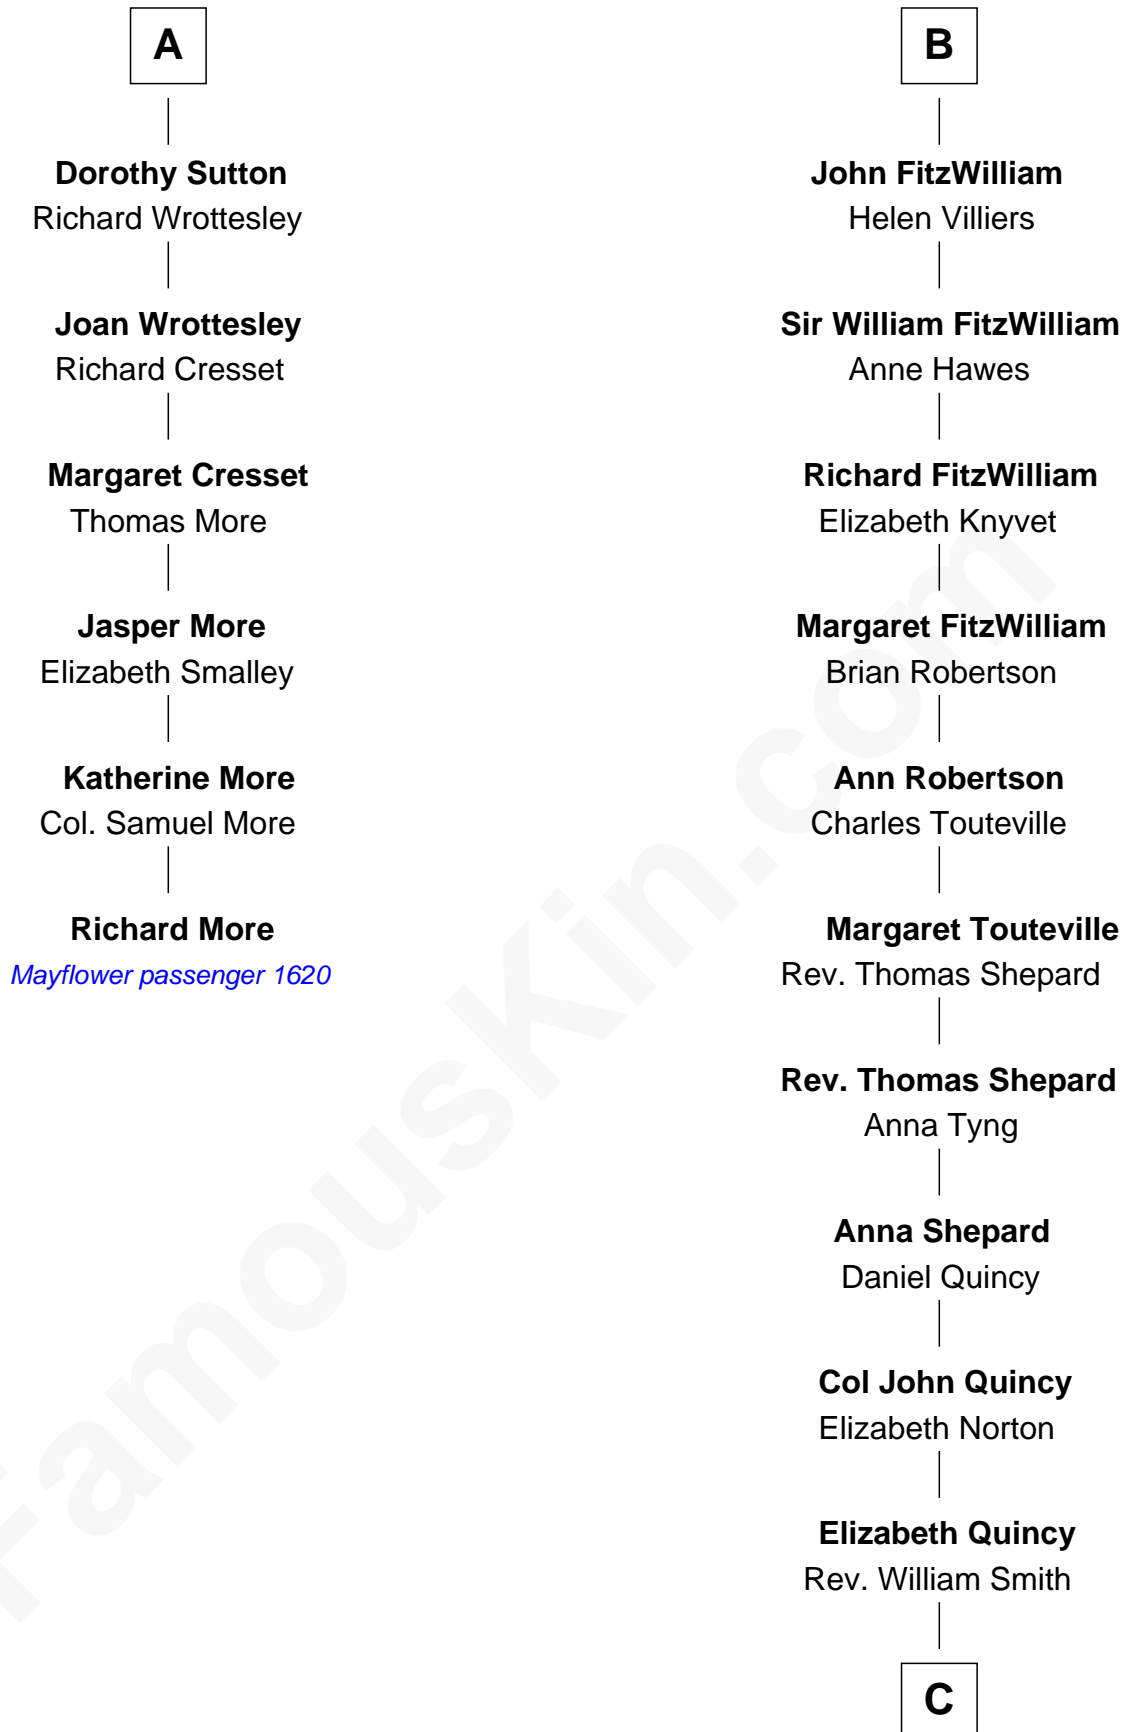 A
Dorothy Sutton
Richard Wrottesley
Joan Wrottesley
Richard Cresset
Margaret Cresset
Thomas More
Jasper More
Elizabeth Smalley
Katherine More
Col. Samuel More
Richard More
Mayflower passenger 1620
B
John FitzWilliam
Helen Villiers
Sir William FitzWilliam
Anne Hawes
Richard FitzWilliam
Elizabeth Knyvet
Margaret FitzWilliam
Brian Robertson
Ann Robertson
Charles Touteville
Margaret Touteville
Rev. Thomas Shepard
Rev. Thomas Shepard
Anna Tyng
Anna Shepard
Daniel Quincy
Col John Quincy
Elizabeth Norton
Elizabeth Quincy
Rev. William Smith
C
FamousKin.com